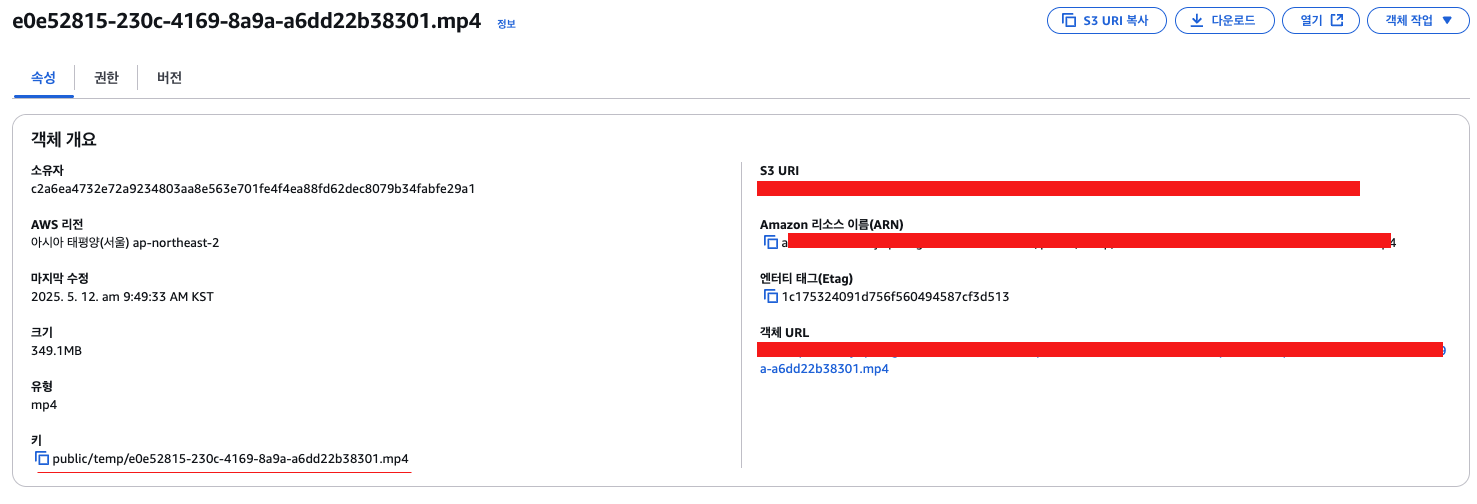 e0e52815-230c-4169-8a9a-a6dd22b38301.mp4 정보
S3 URI 복사
다운로드
열기
객체 작업
속성
권한
버전
객체 개요
소유자
c2a6ea4732e72a9234803aa8e563e701fe4f4ea88fd62dec8079b34fabfe29a1
AWS 리전
아시아 태평양(서울) ap-northeast-2
마지막 수정
2025. 5. 12. am 9:49:33 AM KST
크기
349.1MB
유형
mp4
키
public/temp/e0e52815-230c-4169-8a9a-a6dd22b38301.mp4
S3 URI
Amazon 리소스 이름(ARN)
엔터티 태그(Etag)
1c175324091d756f560494587cf3d513
객체 URL
a-a6dd22b38301.mp4